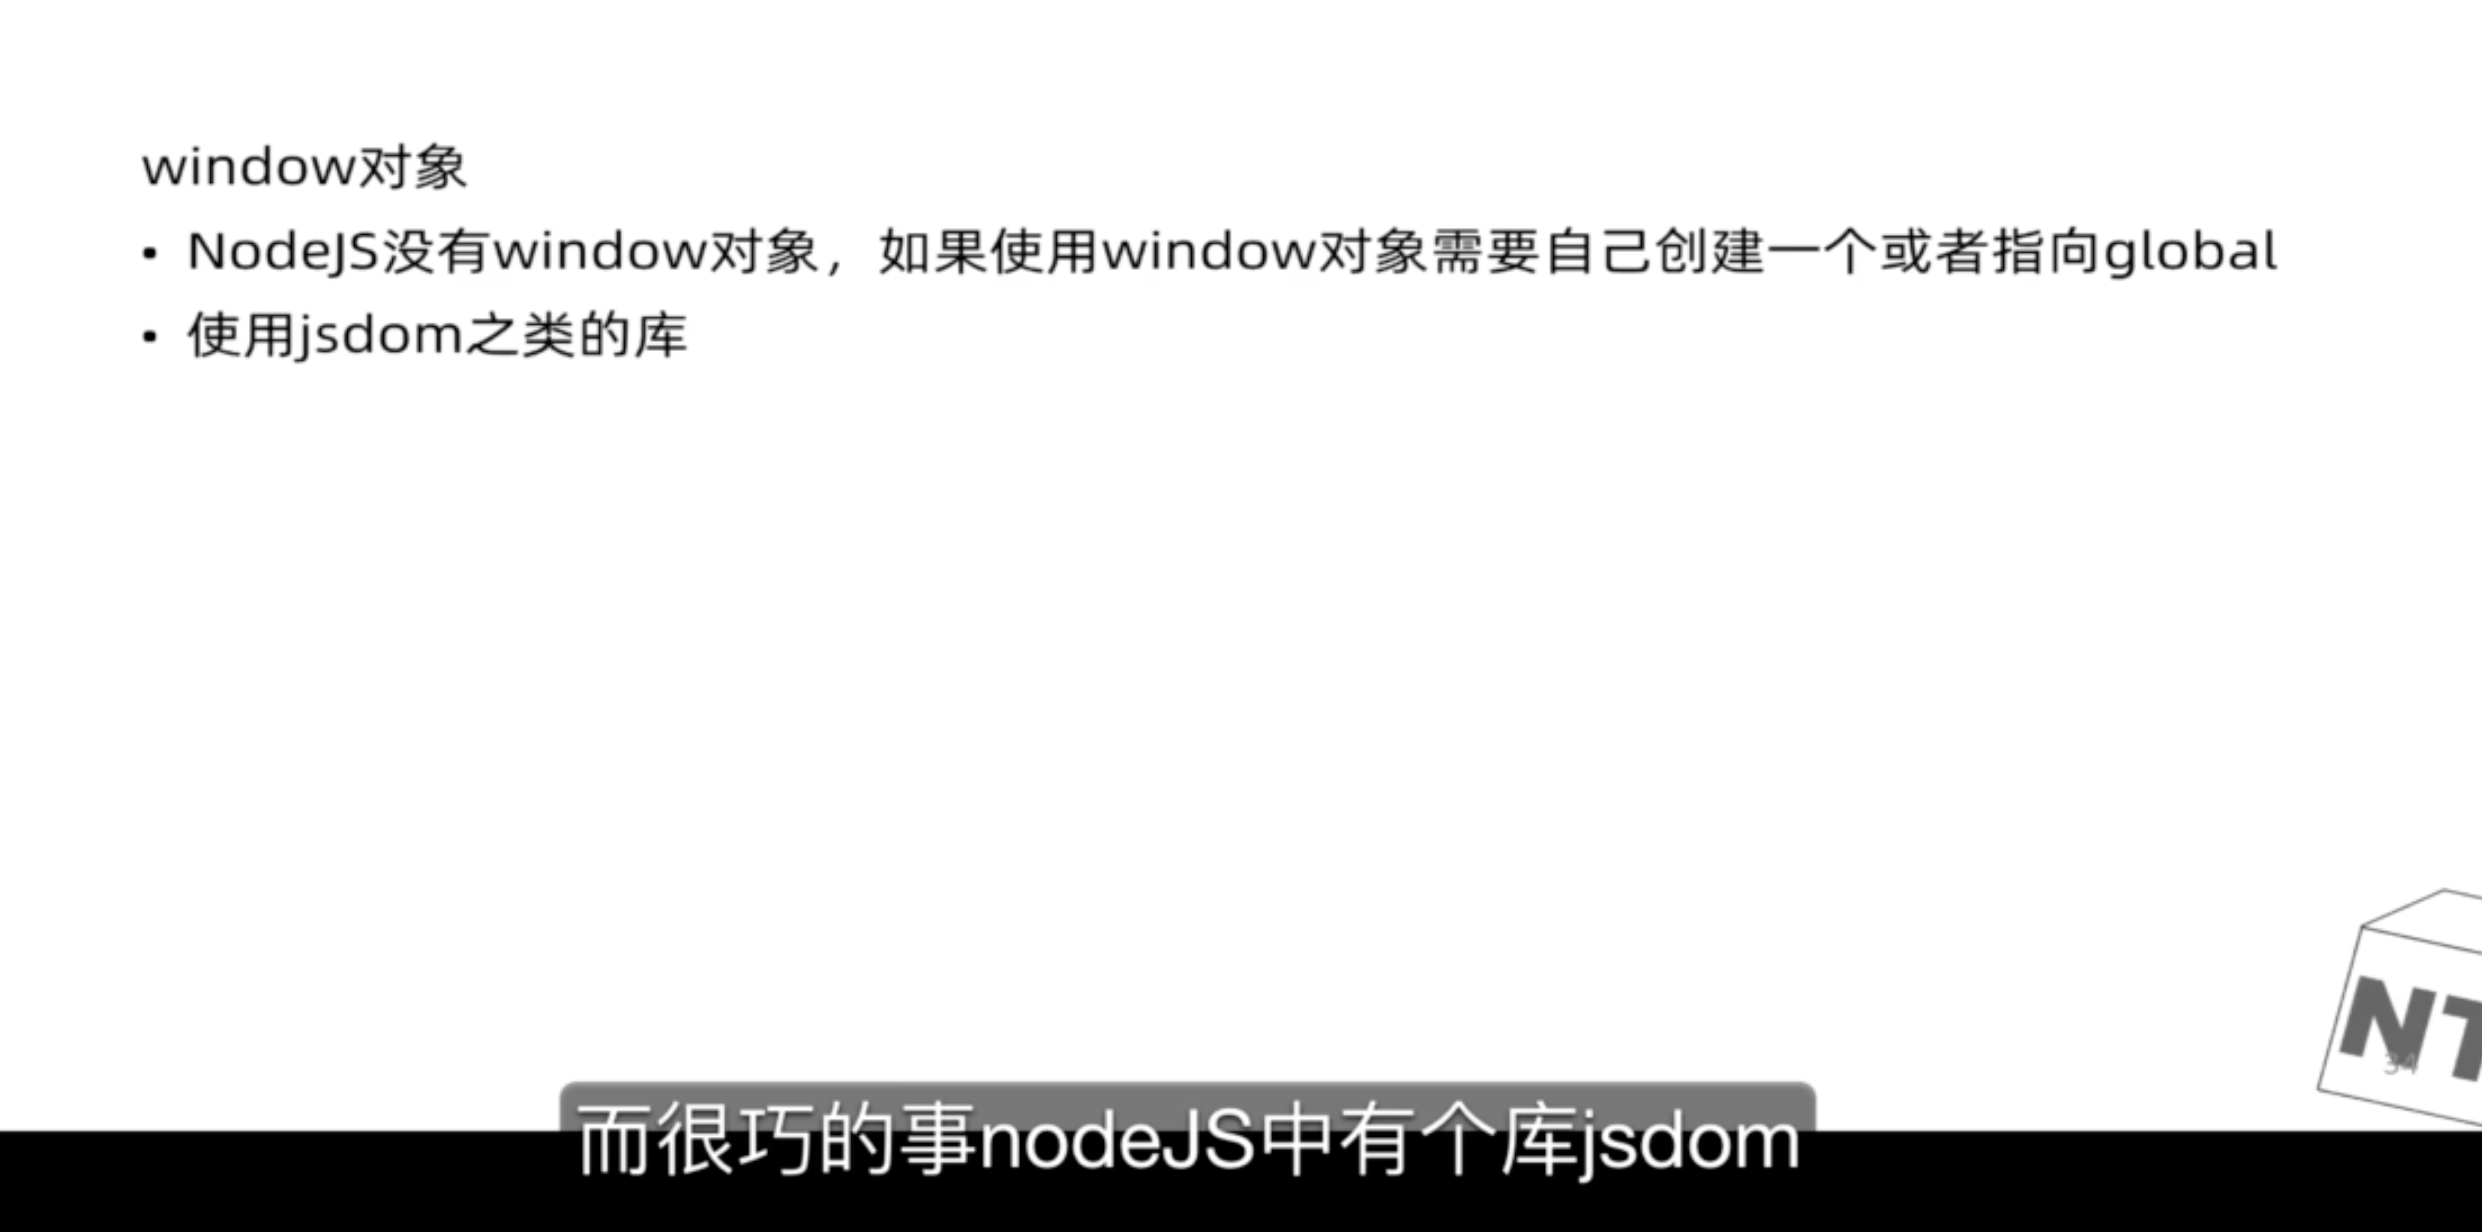 window对象
• NodeJS没有window对象，如果使用window对象需要自己创建一个或者指向global
• 使用jsdom之类的库
NT
34
而很巧的事nodeJS中有个库jsdom